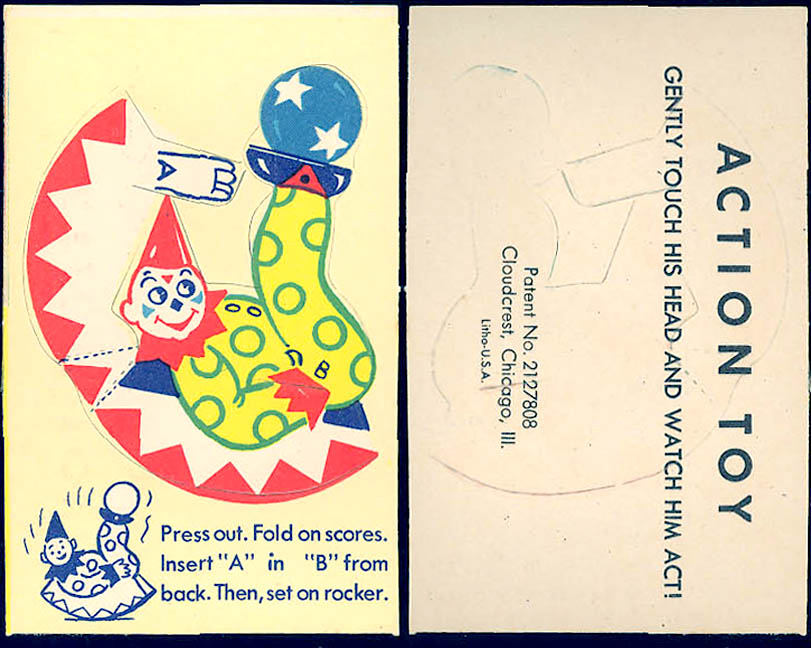 A
B
Press out. Fold on scores.
Insert "A" in "B" from
back. Then, set on rocker.
ACTION TOY
GENTLY TOUCH HIS HEAD AND WATCH HIM ACT!
Patent No. 2127808
Cloudcrest, Chicago, Ill.
Litho-U.S.A.